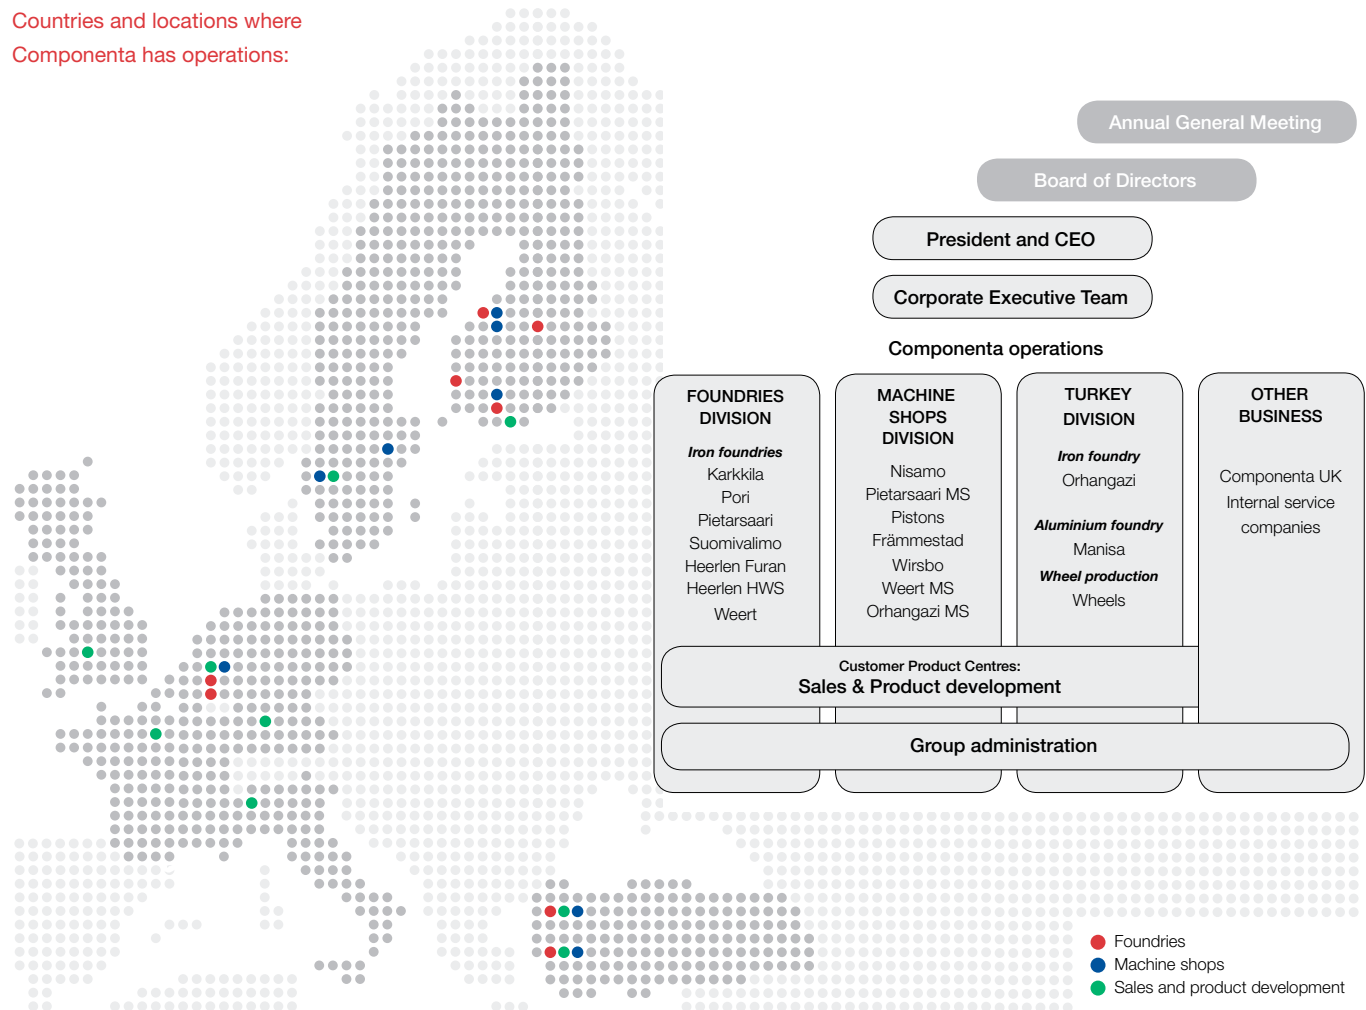 Countries and locations where
Componenta has operations:
Annual General Meeting
Board of Directors
President and CEO
Corporate Executive Team
Componenta operations
FOUNDRIES
DIVISION
Iron foundries
Karkkila
Pori
Pietarsaari
Suomivalimo
Heerlen Furan
Heerlen HWS
Weert
MACHINE
SHOPS
DIVISION
Nisamo
Pietarsaari MS
Pistons
Främmestad
Wirsbo
Weert MS
Orhangazi MS
TURKEY
DIVISION
Iron foundry
Orhangazi
Aluminium foundry
Manisa
Wheel production
Wheels
OTHER
BUSINESS
Componenta UK
Internal service
companies
Customer Product Centres:
Sales & Product development
Group administration
Foundries
Machine shops
Sales and product development